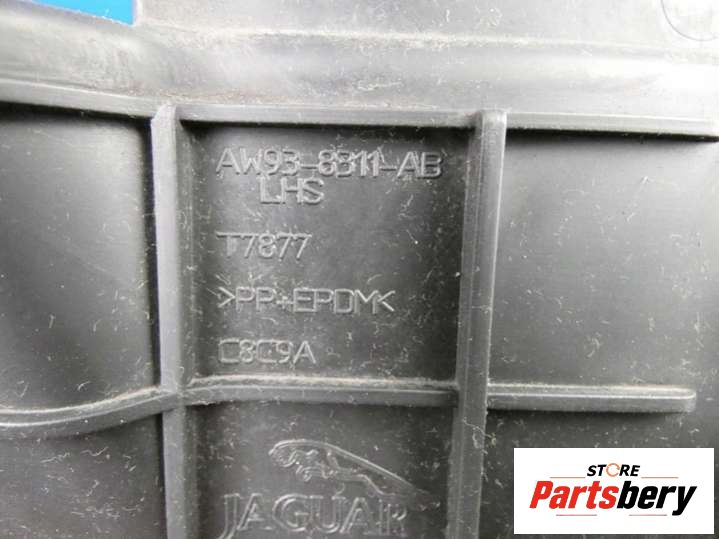 AW93-8311-AB
LHS
T7877
>PP+EPDM<
C8C9A
JAGUAR
STORE
Partsbery